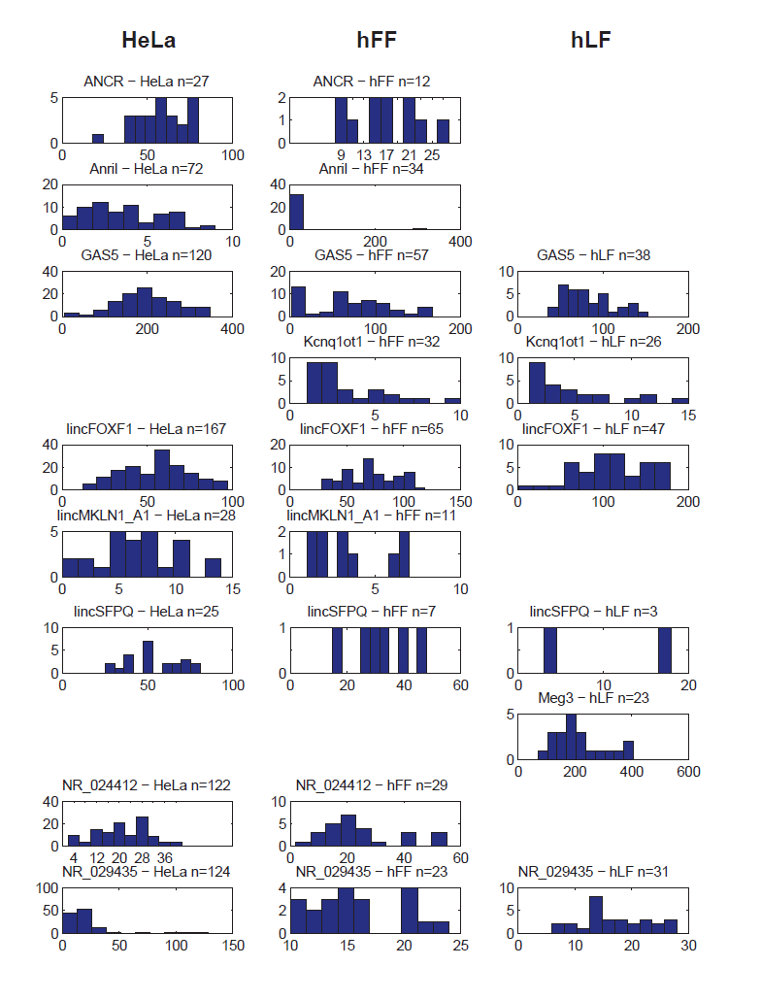 HeLa hFF hLF
ANCR − HeLa n=27 ANCR − hFF n=12
5 2
1
0 0
0 50 100 9 13 17 21 25
Anril − HeLa n=72 Anril − hFF n=34
20 40
10 20
0 0
0 5 10 0 200 400
GAS5 − HeLa n=120 GAS5 − hFF n=57 GAS5 − hLF n=38
40 20 10
20 10 5
0 0 0
0 200 400 0 100 200 0 100 200
Kcnq1ot1 − hFF n=32 Kcnq1ot1 − hLF n=26
10 10
5 5
0 0
0 5 10 0 5 10 15
lincFOXF1 − HeLa n=167 lincFOXF1 − hFF n=65 lincFOXF1 − hLF n=47
40 20 10
20 10 5
0 0 0
0 50 100 0 50 100 150 0 100 200
lincMKLN1_A1 − HeLa n=28 lincMKLN1_A1 − hFF n=11
5 2
1
0 0
0 5 10 15 0 10
lincSFPQ − HeLa n=25 lincSFPQ − hFF n=7 lincSFPQ − hLF n=3
10 1 1
5
0 0 0
0 50 100 0 20 40 60 0 10 20
Meg3 − hLF n=23
5
0
0 200 400 600
NR_024412 − HeLa n=122 NR_024412 − hFF n=29
40 10
20 5
0 0
4 12 20 28 36 0 20 40 60
NR_029435 − HeLa n=124 NR_029435 − hFF n=23 NR_029435 − hLF n=31
100 4 10
50 2 5
0 0 0
0 50 100 150 10 15 20 25 0 10 20 30